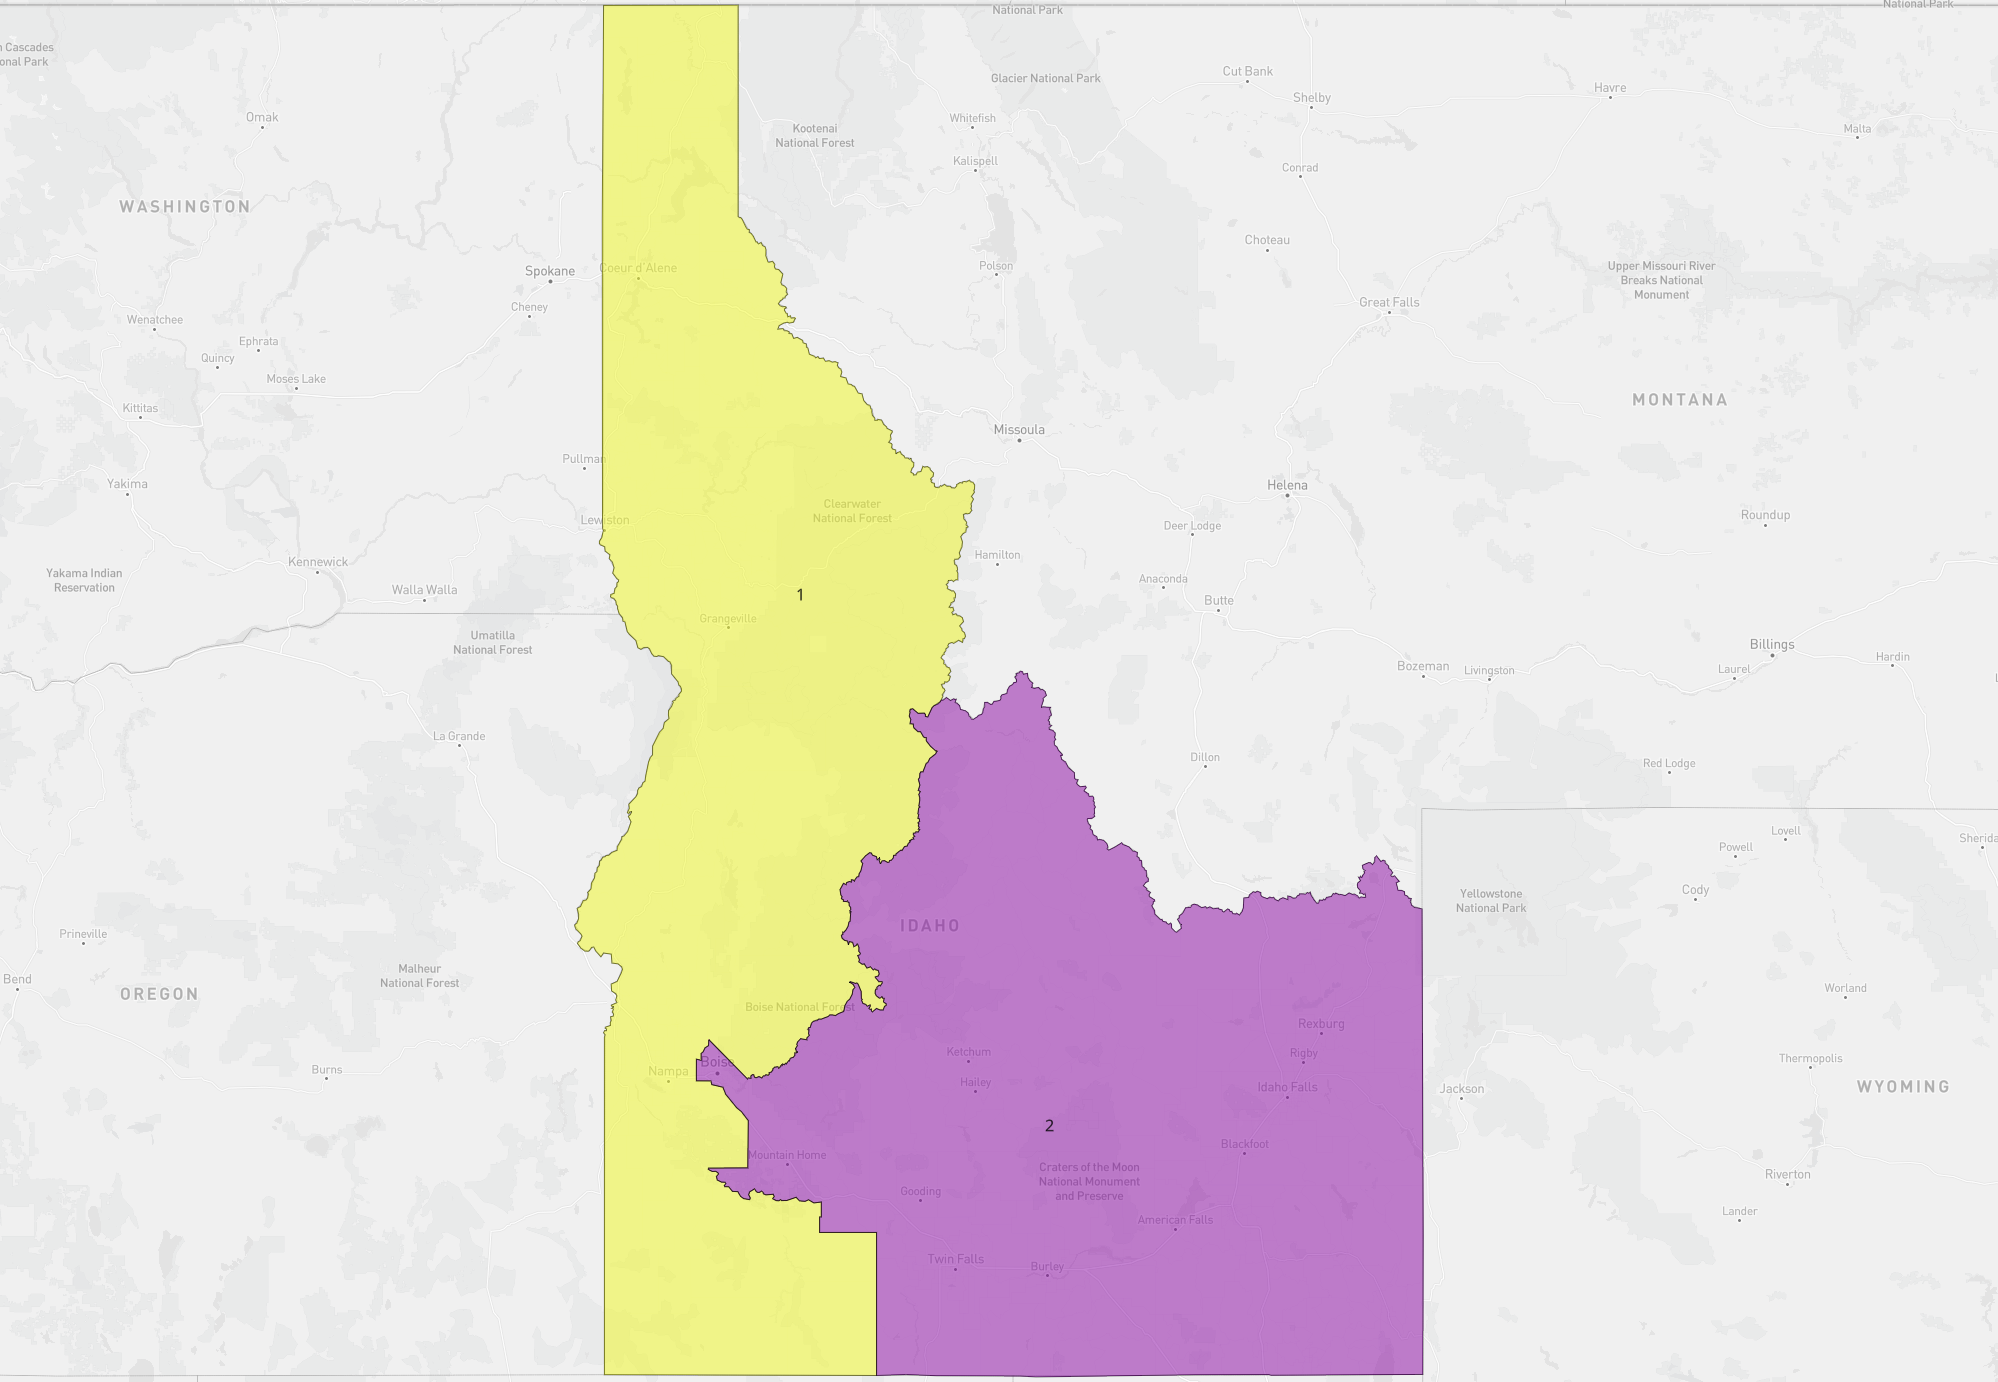 National Park
National Park
n Cascades
onal Park
Glacier National Park
Cut Bank
Shelby
Havre
Omak
Whitefish
Kootenai
National Forest
Malta
Kalispell
Conrad
WASHINGTON
Choteau
Spokane
Coeur d'Alene
Polson
Upper Missouri River
Breaks National
Monument
Cheney
Great Falls
Wenatchee
Ephrata
Quincy
Moses Lake
Kittitas
MONTANA
Missoula
Pullman
Yakima
Helena
Clearwater
National Forest
Lewiston
Deer Lodge
Roundup
Kennewick
Hamilton
Yakama Indian
Reservation
Walla Walla
Anaconda
1
Butte
Grangeville
Umatilla
National Forest
Billings
Bozeman
Livingston
Laurel
Hardin
La Grande
Dillon
Red Lodge
Lovell
Powell
Sherida
Cody
Yellowstone
National Park
IDAHO
Prineville
Bend
Malheur
National Forest
OREGON
Worland
Boise National Forest
Rexburg
Ketchum
Rigby
Boise
Nampa
Thermopolis
Burns
Hailey
Idaho Falls
Jackson
WYOMING
2
Blackfoot
Mountain Home
Craters of the Moon
National Monument
and Preserve
Riverton
Gooding
American Falls
Lander
Twin Falls
Burley